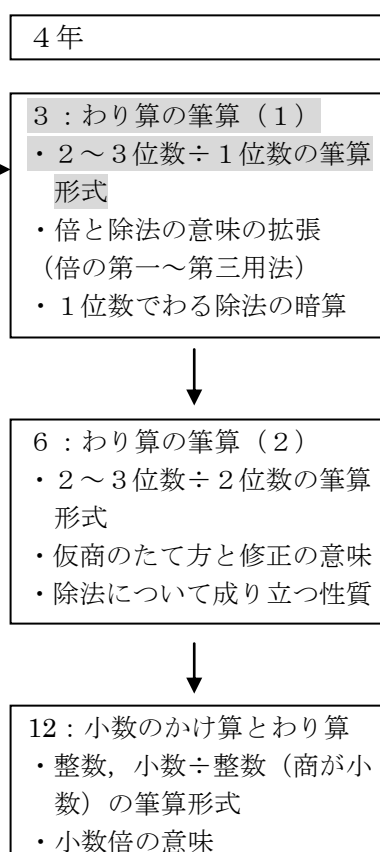 ４年
３：わり算の筆算（１）
・２～３位数÷１位数の筆算
形式
・倍と除法の意味の拡張
（倍の第一～第三用法）
・１位数でわる除法の暗算
６：わり算の筆算（２）
・２～３位数÷２位数の筆算
形式
・仮商のたて方と修正の意味
・除法について成り立つ性質
12：小数のかけ算とわり算
・整数，小数÷整数（商が小
数）の筆算形式
・小数倍の意味